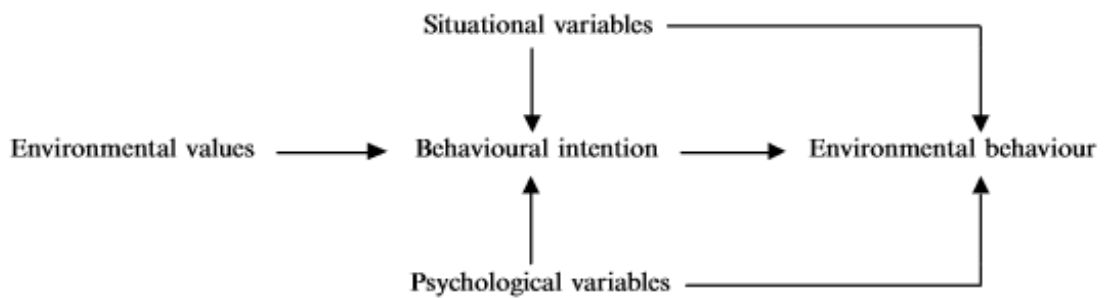 Situational variables
Environmental values
Behavioural intention
Environmental behaviour
Psychological variables